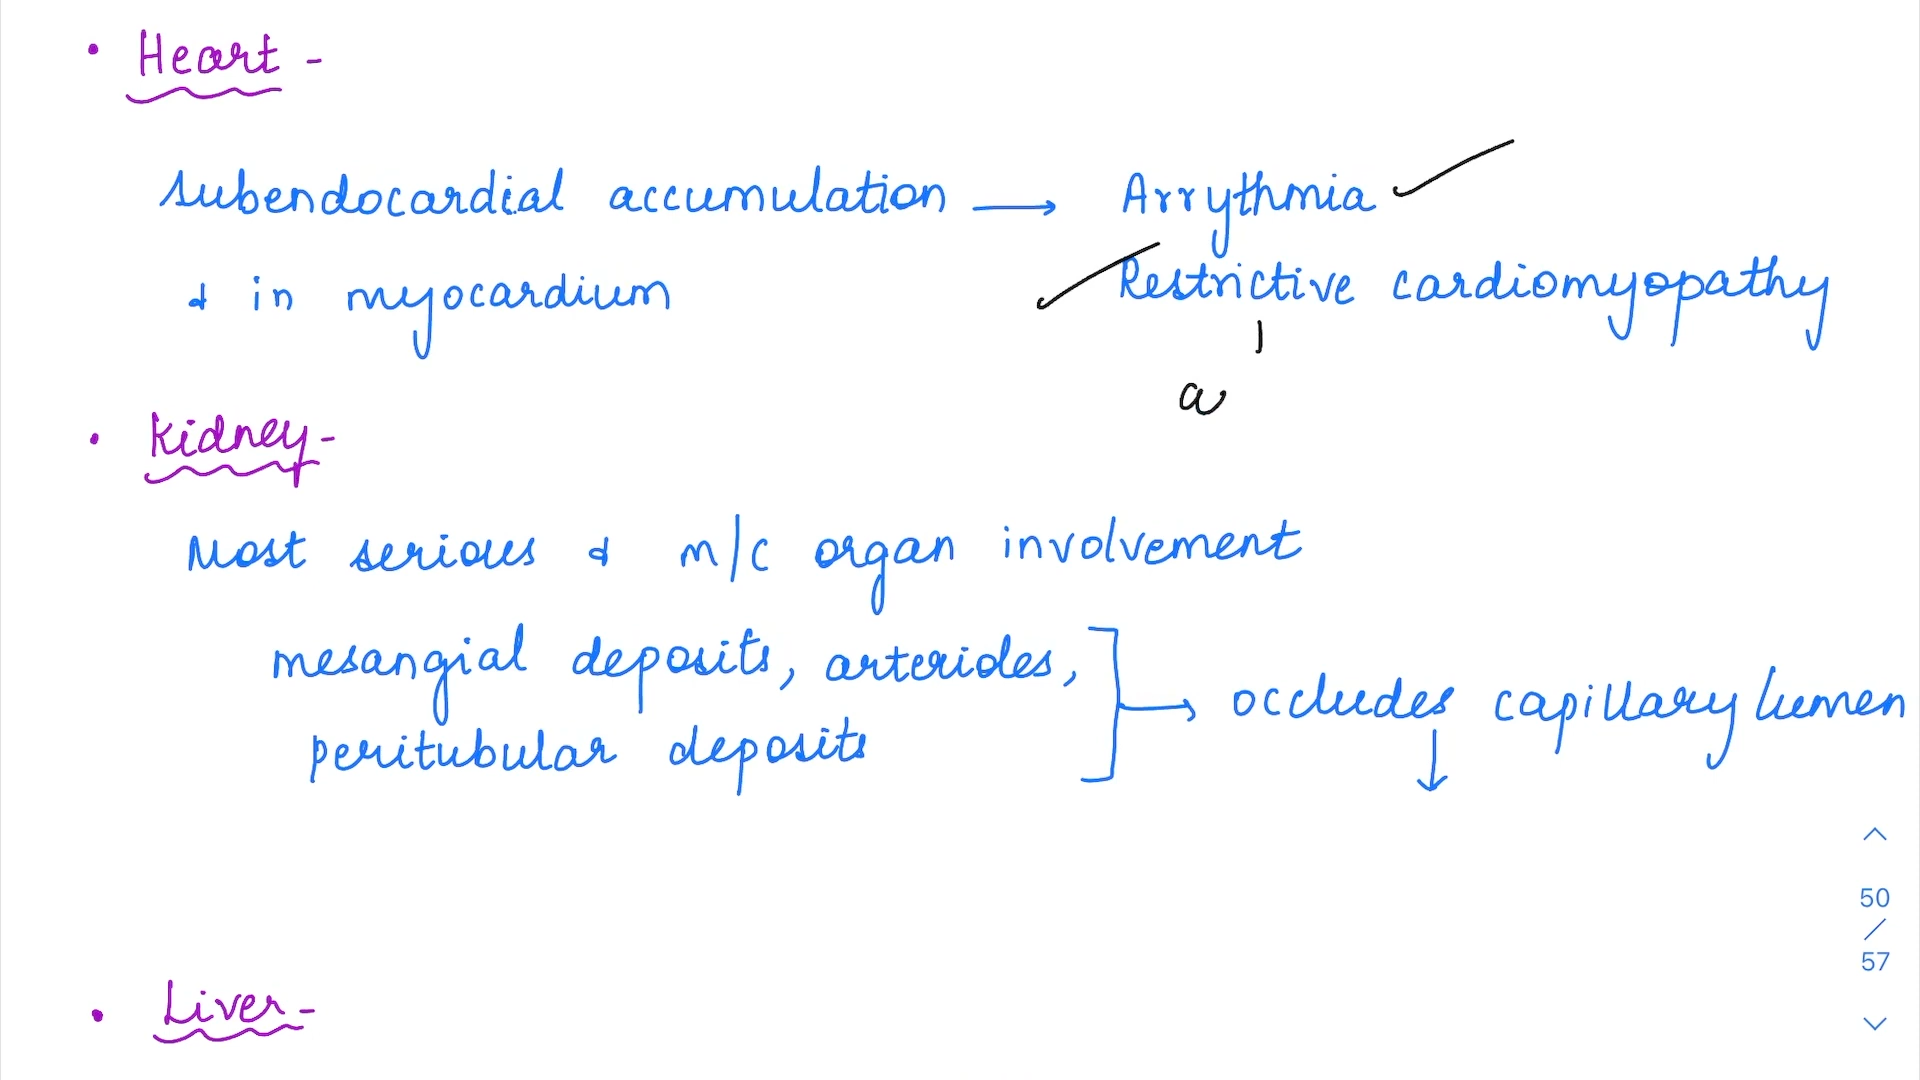 • Heart -
subendocardial accumulation → Arrythmia ✓
& in myocardium ✓ Restrictive cardiomyopathy
a
• Kidney -
Most serious & m/c organ involvement
mesangial deposits, arterioles,
peritubular deposits
→ occludes capillary lumen
↓
50
/
57
• Liver -